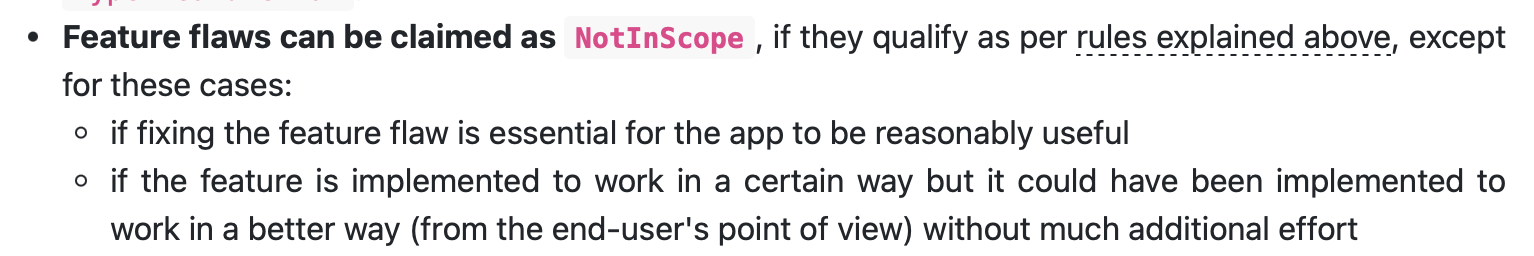 Feature flaws can be claimed as NotInScope , if they qualify as per rules explained above, except
for these cases:
if fixing the feature flaw is essential for the app to be reasonably useful
if the feature is implemented to work in a certain way but it could have been implemented to
work in a better way (from the end-user's point of view) without much additional effort